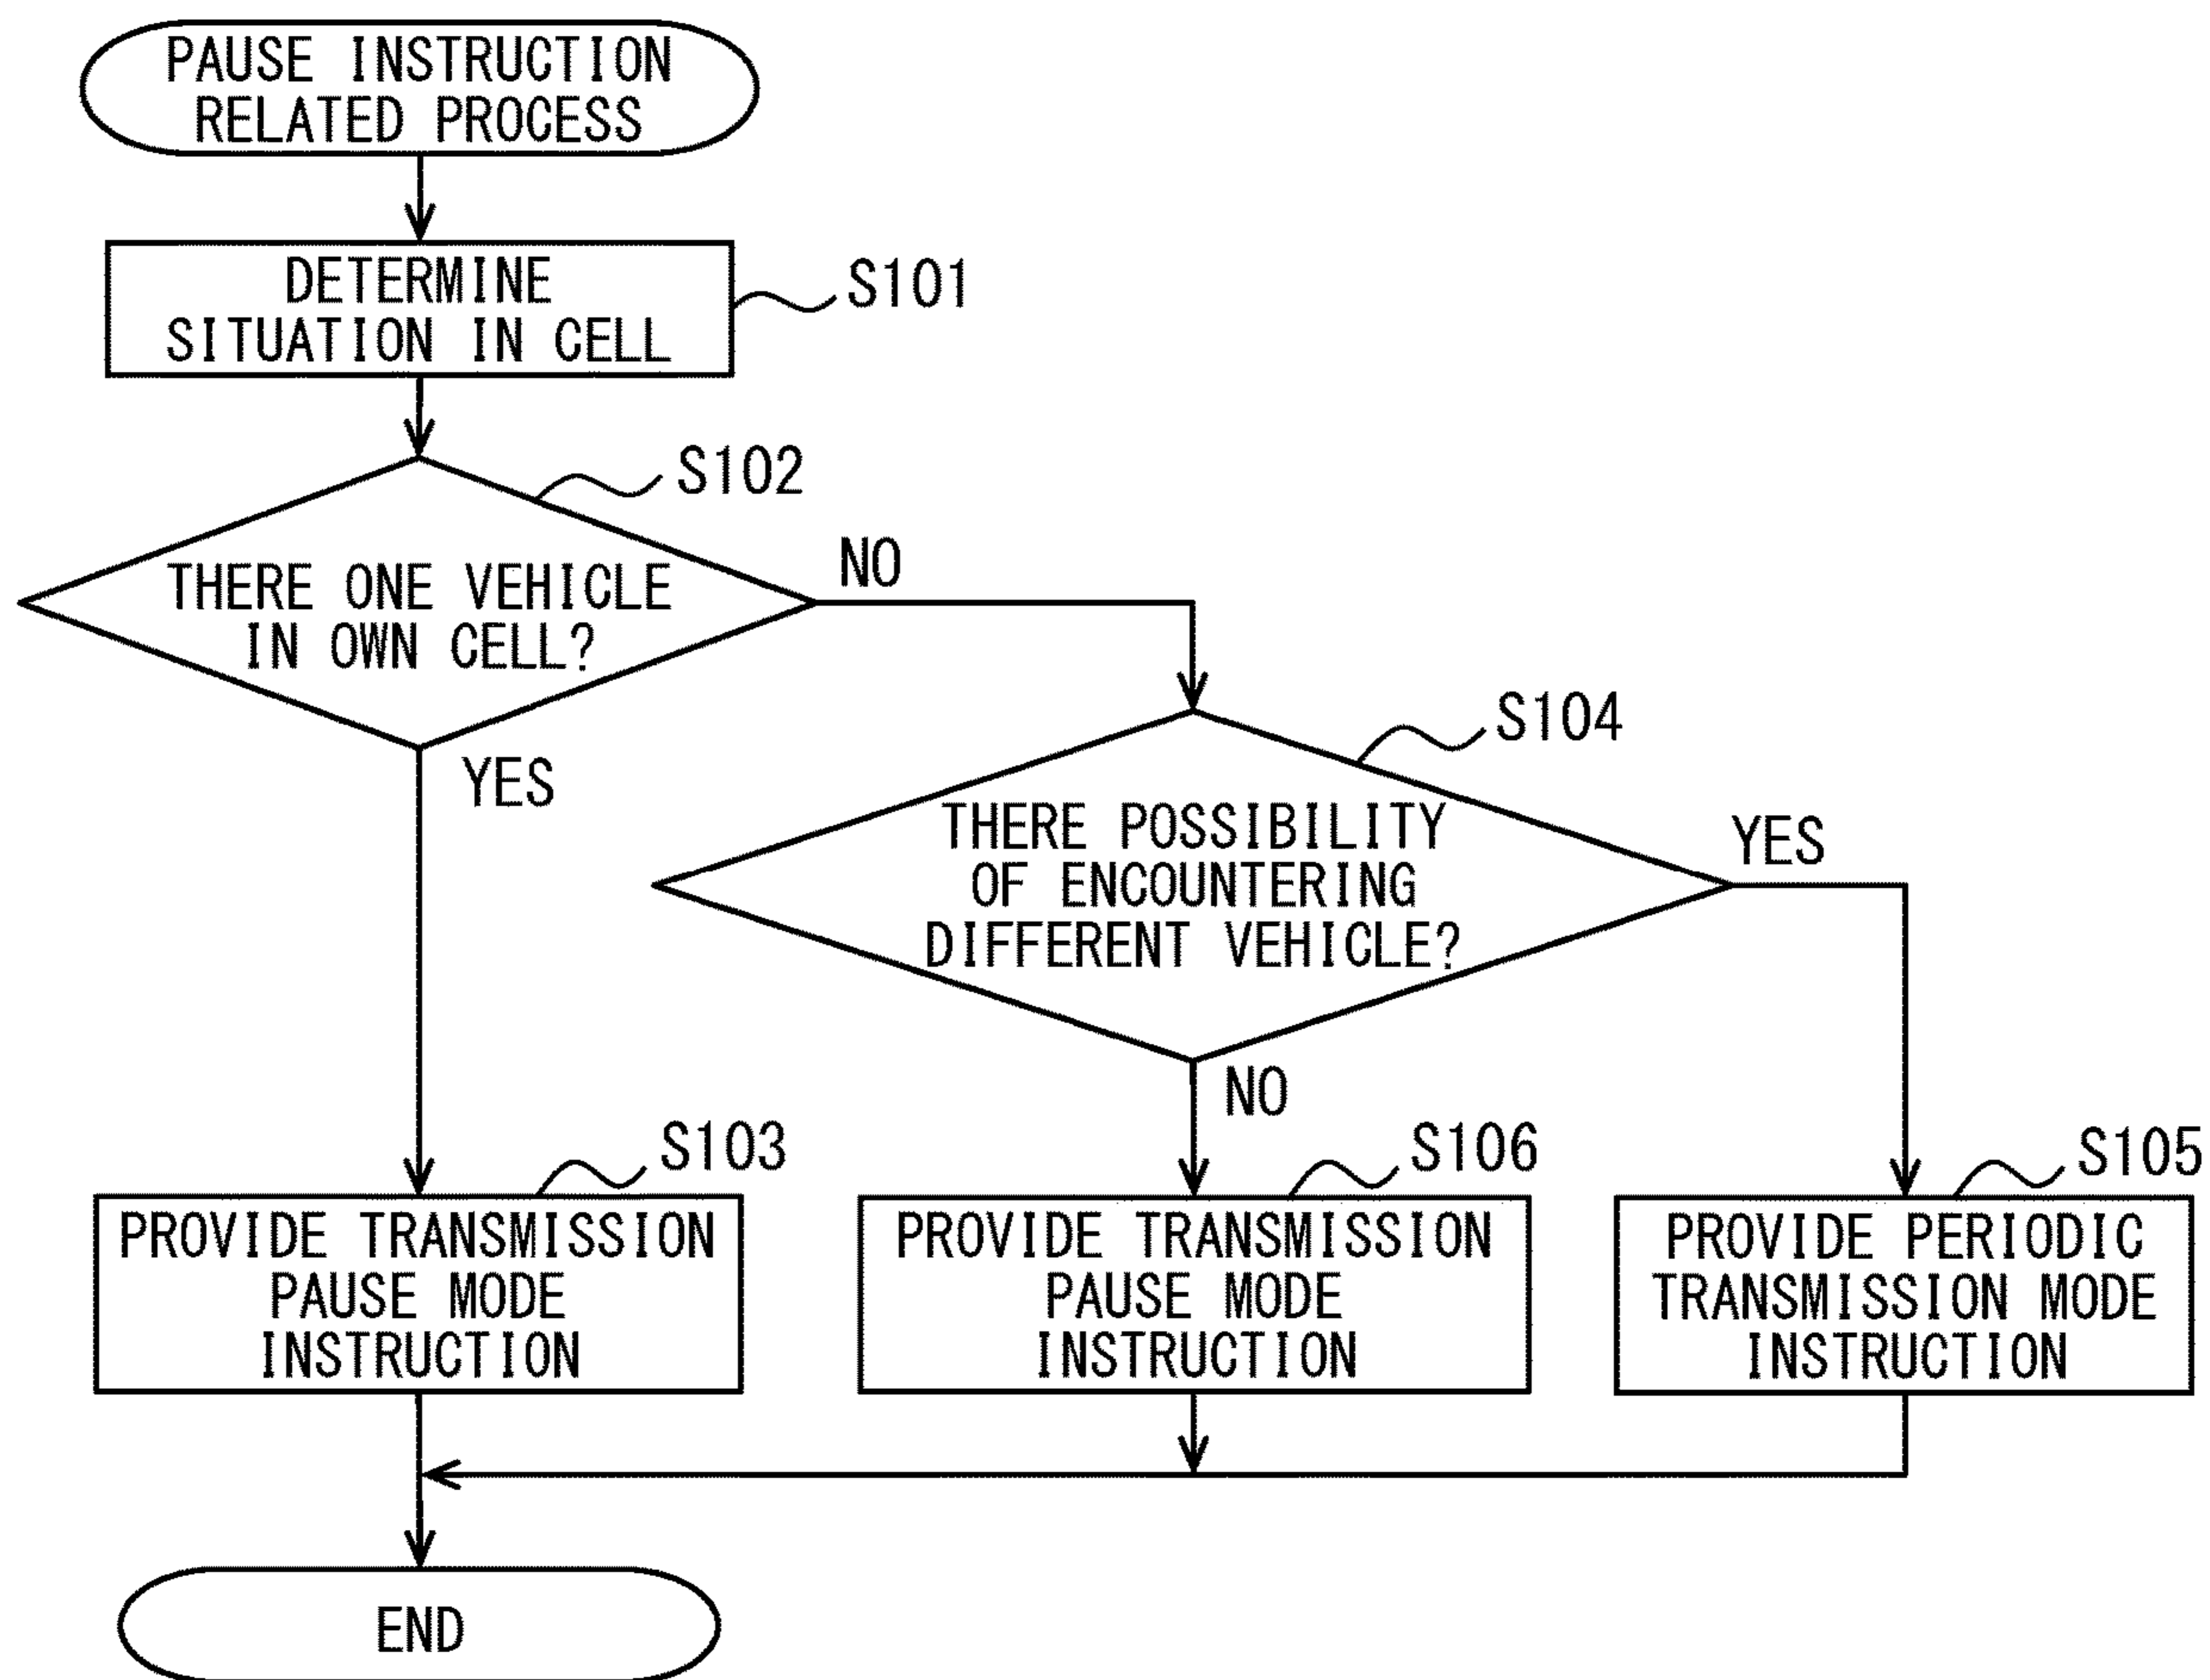 PAUSE INSTRUCTION
RELATED PROCESS
DETERMINE
SITUATION IN CELL
S101
S102
THERE ONE VEHICLE
IN OWN CELL?
NO
YES
S104
THERE POSSIBILITY
OF ENCOUNTERING
DIFFERENT VEHICLE?
YES
NO
S103
PROVIDE TRANSMISSION
PAUSE MODE
INSTRUCTION
S106
PROVIDE TRANSMISSION
PAUSE MODE
INSTRUCTION
S105
PROVIDE PERIODIC
TRANSMISSION MODE
INSTRUCTION
END